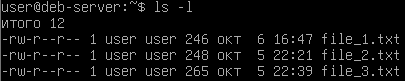 user@deb-server:~$ ls -l
итого 12
-rw-r--r-- 1 user user 246 окт  6 16:47 file_1.txt
-rw-r--r-- 1 user user 248 окт  5 22:21 file_2.txt
-rw-r--r-- 1 user user 265 окт  5 22:39 file_3.txt